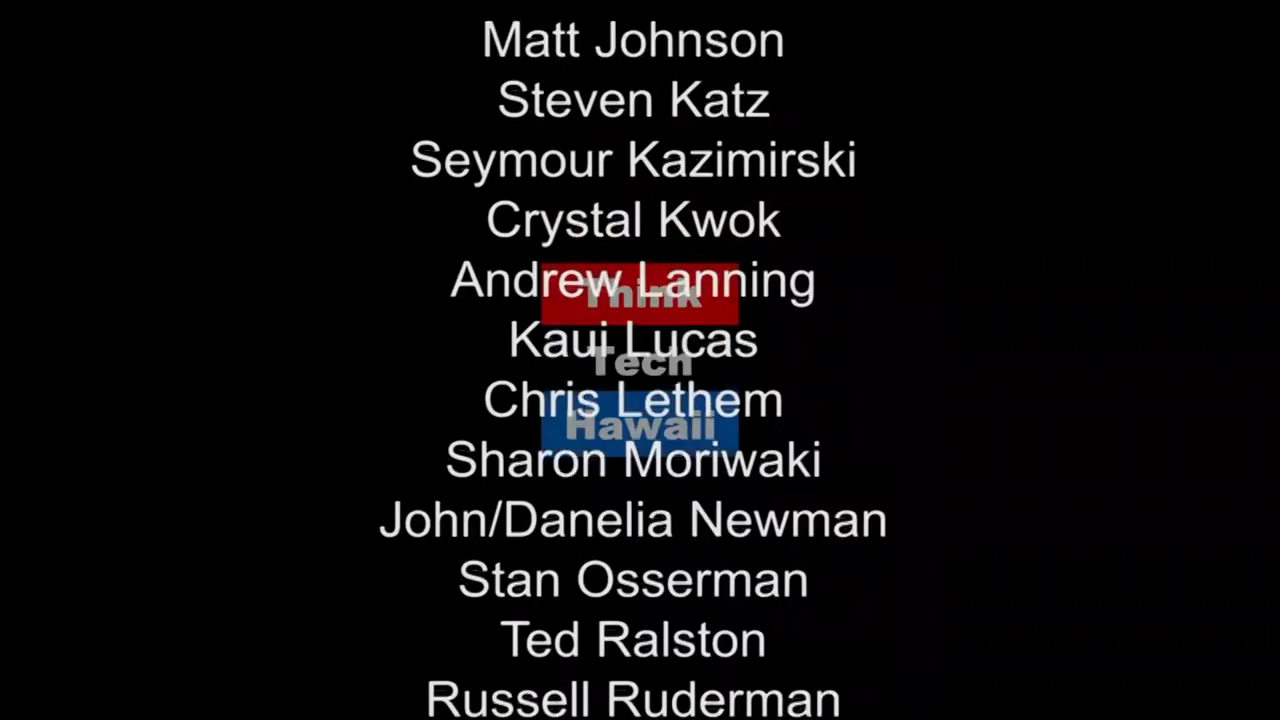 Matt Johnson
Steven Katz
Seymour Kazimirski
Crystal Kwok
Andrew Lanning
Think
Kaui Lucas
Tech
Chris Lethem
Hawaii
Sharon Moriwaki
John/Danelia Newman
Stan Osserman
Ted Ralston
Russell Ruderman